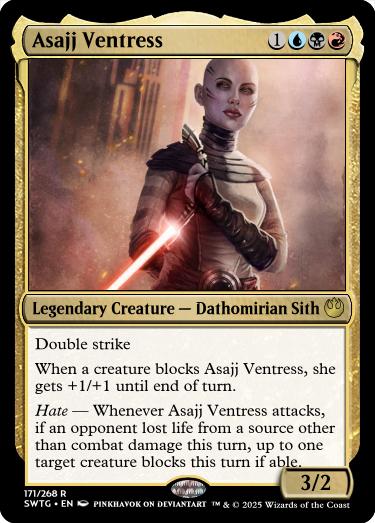 Asajj Ventress 1
Legendary Creature — Dathomirian Sith
Double strike
When a creature blocks Asajj Ventress, she
gets +1/+1 until end of turn.
Hate — Whenever Asajj Ventress attacks,
if an opponent lost life from a source other
than combat damage this turn, up to one
target creature blocks this turn if able.
3/2
171/268 R
SWTG • EN PINKHAVOK ON DEVIANTART ™ & © 2025 Wizards of the Coast